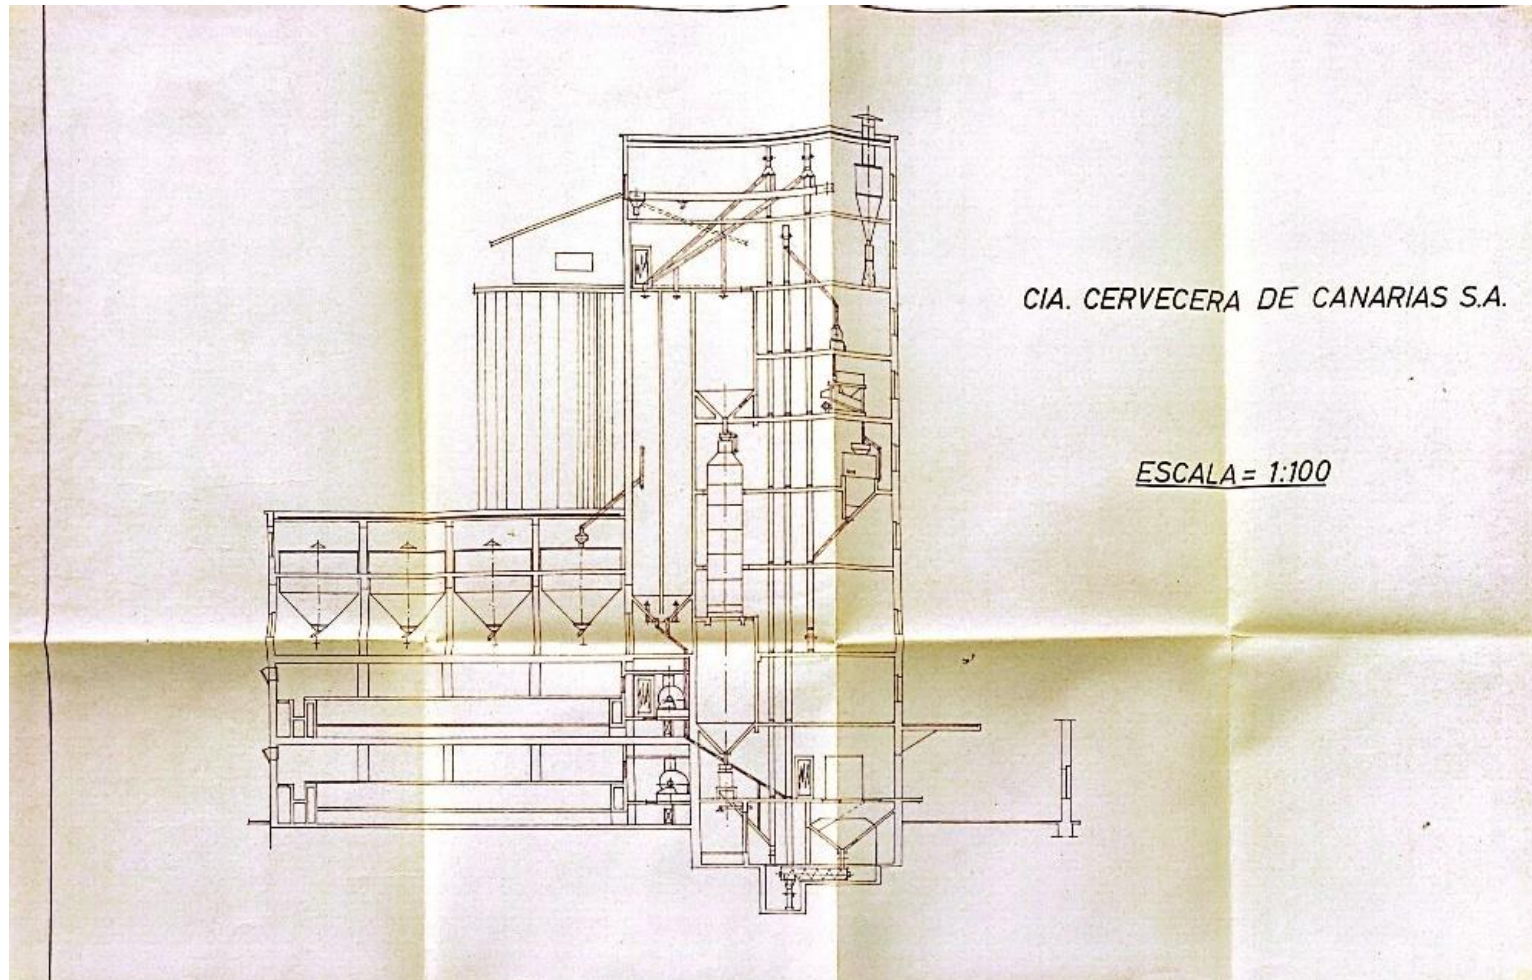 CIA. CERVECERA DE CANARIAS S.A.
ESCALA = 1:100